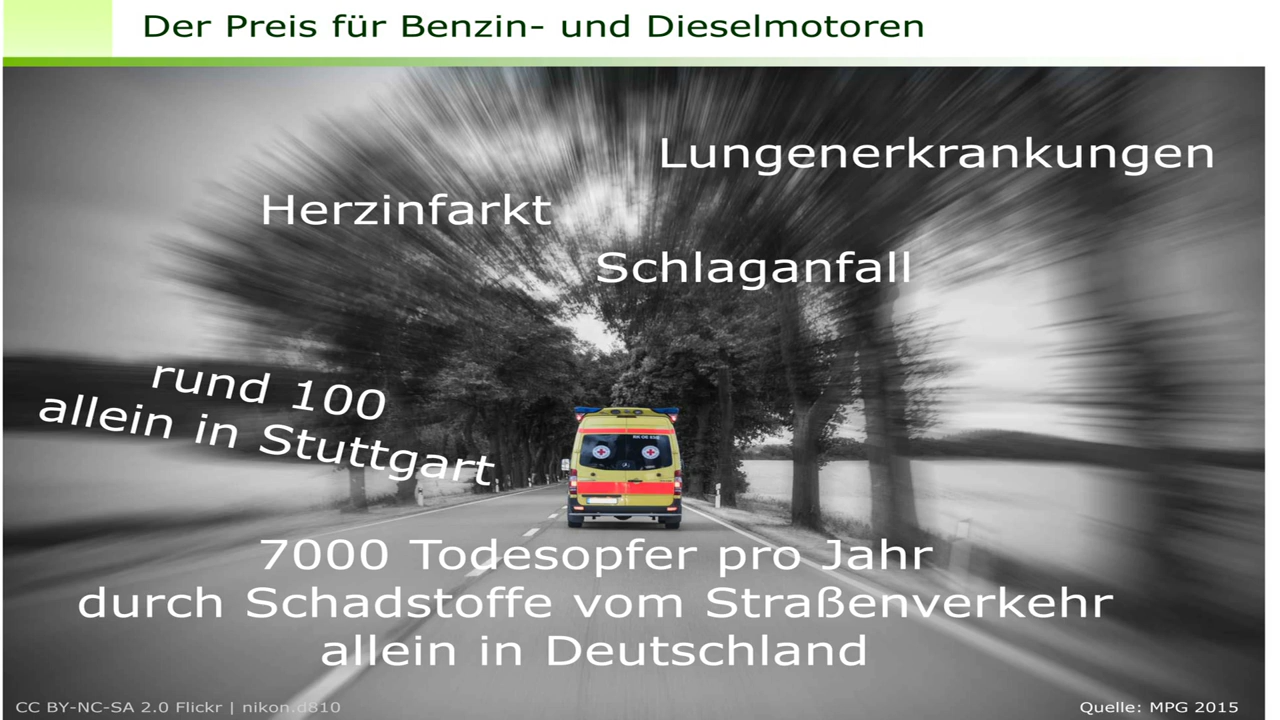 Der Preis für Benzin- und Dieselmotoren
Lungenerkrankungen
Herzinfarkt
Schlaganfall
rund 100
allein in Stuttgart
7000 Todesopfer pro Jahr
durch Schadstoffe vom Straßenverkehr
allein in Deutschland
CC BY-NC-SA 2.0 Flickr | nikon.d810
Quelle: MPG 2015